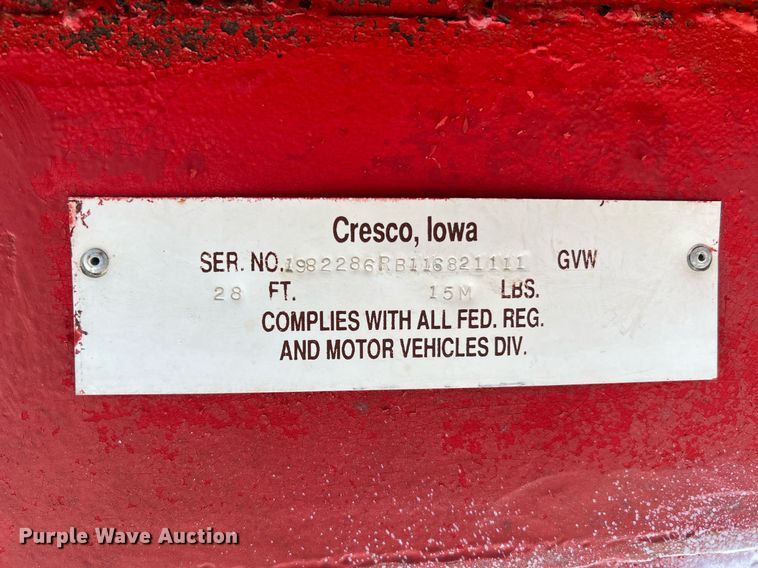 Cresco, Iowa
SER. NO. 1982286RB116821111 GVW
28 FT. 15M LBS.
COMPLIES WITH ALL FED. REG.
AND MOTOR VEHICLES DIV.
Purple Wave Auction®